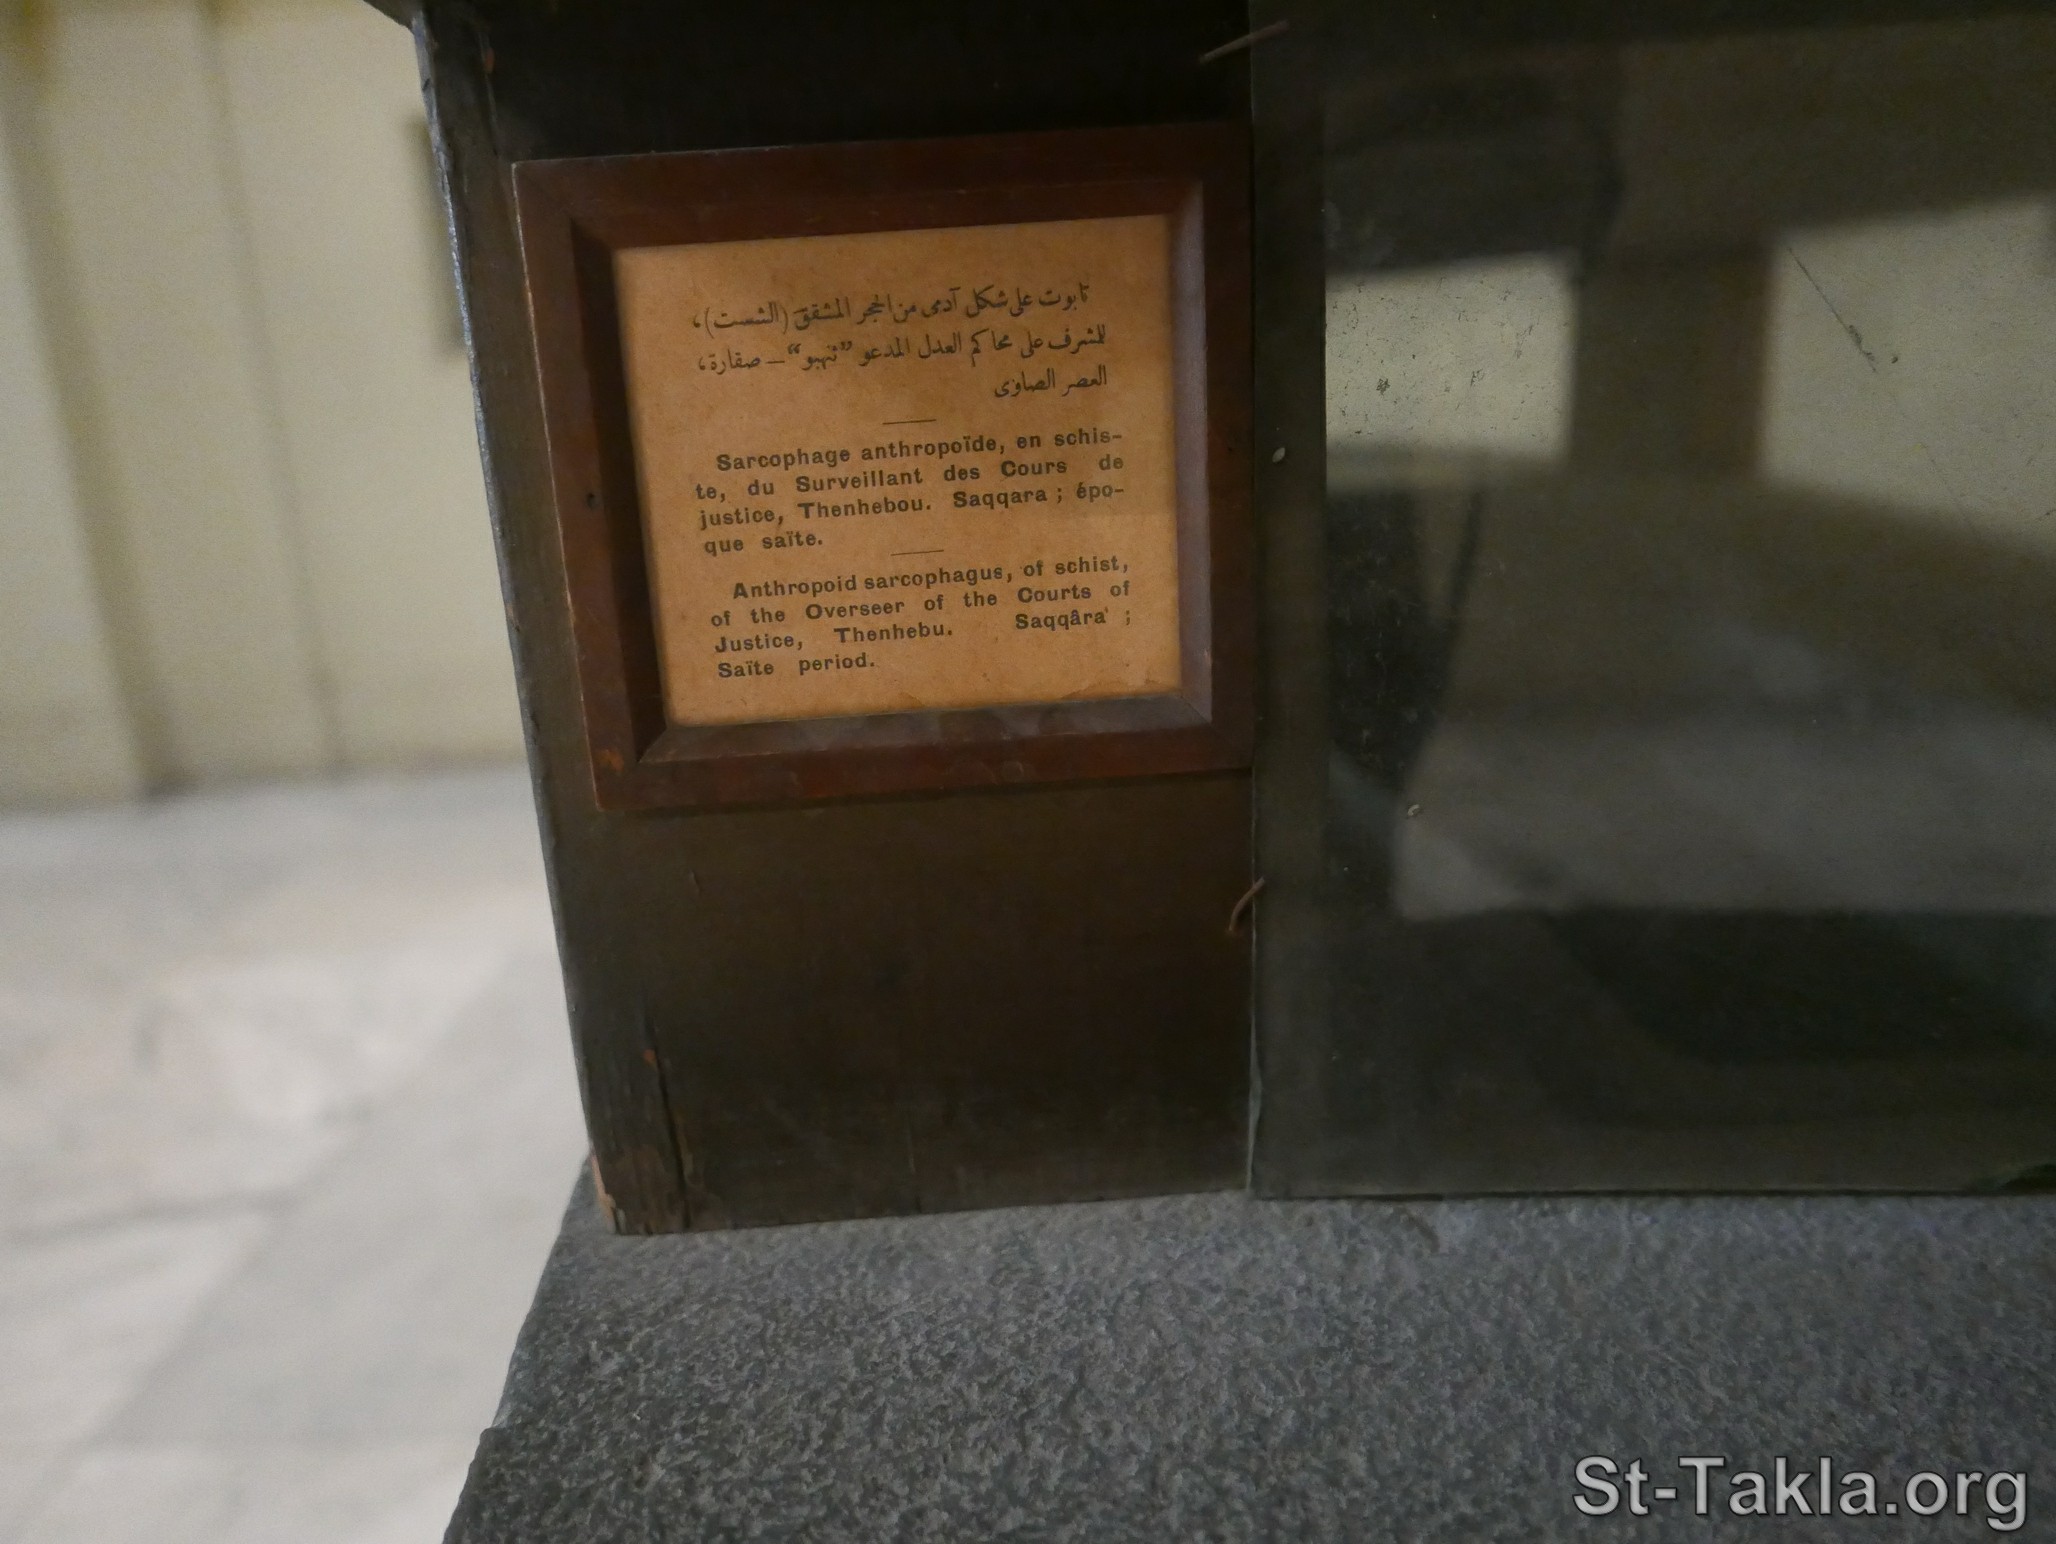 تابوت على شكل آدمى من الحجر المشقق (الشست)،
للمشرف على محاكم العدل المدعو ”ثنهبو“ — صقارة،
العصر الصاوى
Sarcophage anthropoïde, en schis-
te, du Surveillant des Cours de
justice, Thenhebou. Saqqara ; épo-
que saïte.
Anthropoid sarcophagus, of schist,
of the Overseer of the Courts of
Justice, Thenhebu. Saqqâra ;
Saïte period.
St-Takla.org